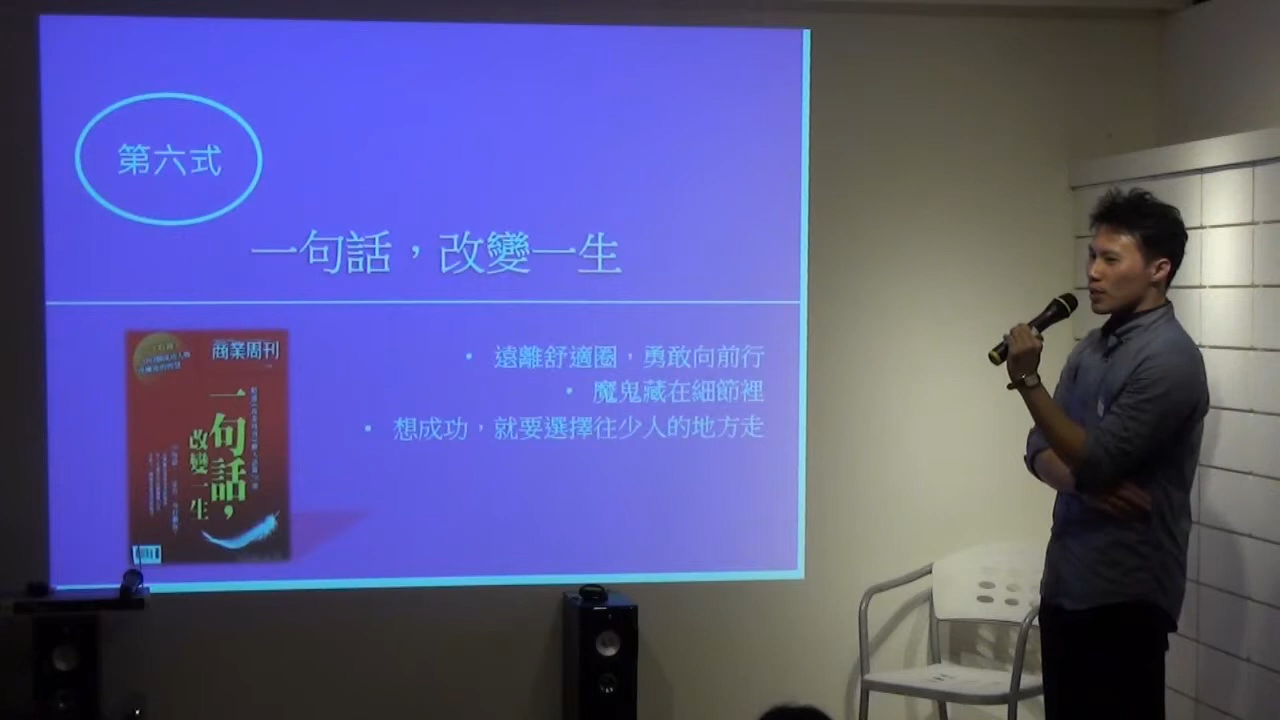 第六式
一句話，改變一生
• 遠離舒適圈，勇敢向前行
• 魔鬼藏在細節裡
• 想成功，就要選擇往少人的地方走
商業周刊
一句話，
改變一生